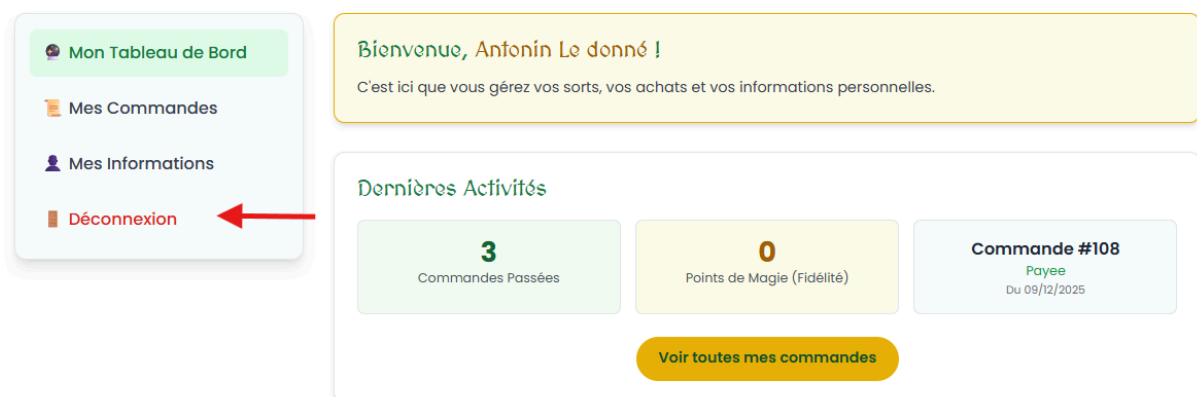 Mon Tableau de Bord
Mes Commandes
Mes Informations
Déconnexion
Bienvenue, Antonin Le donné !
C'est ici que vous gérez vos sorts, vos achats et vos informations personnelles.
Dernières Activités
3
Commandes Passées
0
Points de Magie (Fidélité)
Commande #108
Payee
Du 09/12/2025
Voir toutes mes commandes